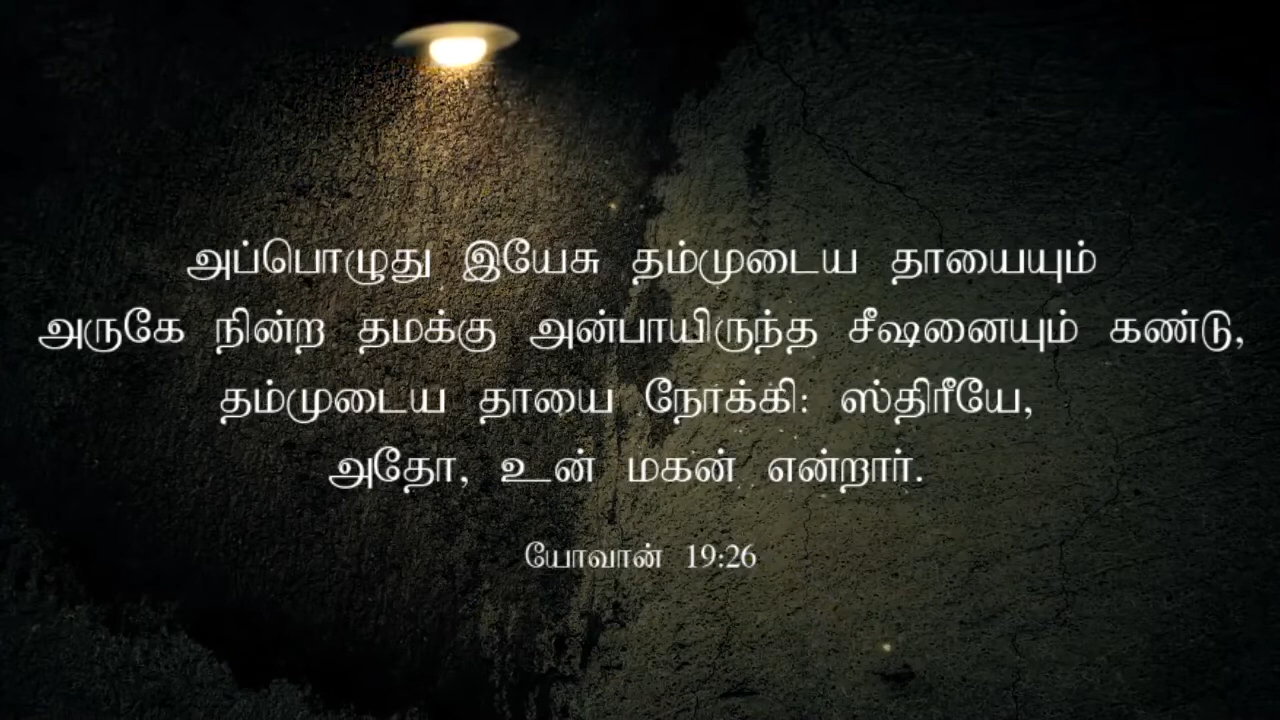 அப்பொழுது இயேசு தம்முடைய தாயையும்
அருகே நின்ற தமக்கு அன்பாயிருந்த சீஷனையும் கண்டு,
தம்முடைய தாயை நோக்கி: ஸ்திரீயே,
அதோ, உன் மகன் என்றார்.
யோவான் 19:26